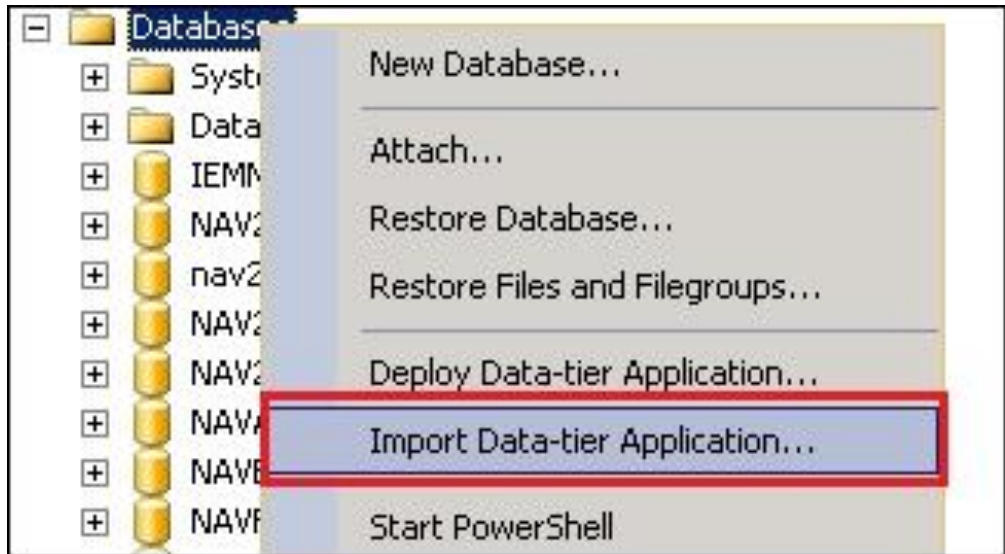 Databas
Syst
New Database...
Data
Attach...
IEMN
NAV2
Restore Database...
nav2
Restore Files and Filegroups...
NAV2
NAV2
Deploy Data-tier Application...
NAVA
Import Data-tier Application...
NAVE
NAVF
Start PowerShell